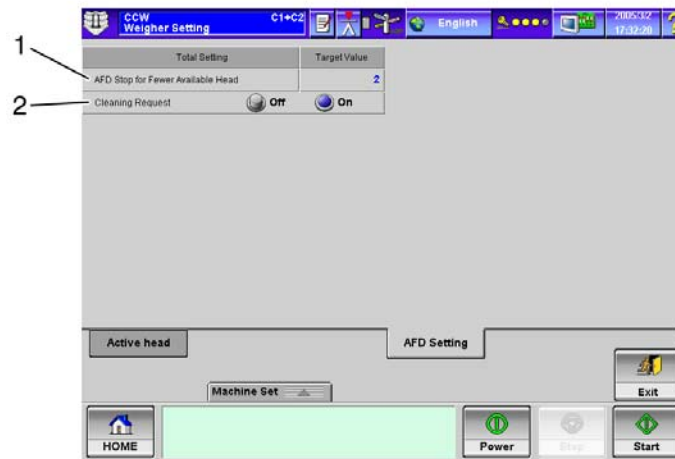 CCW C1→C2
Weigher Setting
English
2005/3/2
17:32:20
?
1
Total Setting Target Value
AFD Stop for Fewer Available Head 2
2
Cleaning Request Off On
Active head AFD Setting
Machine Set
Exit
HOME Power Stop Start